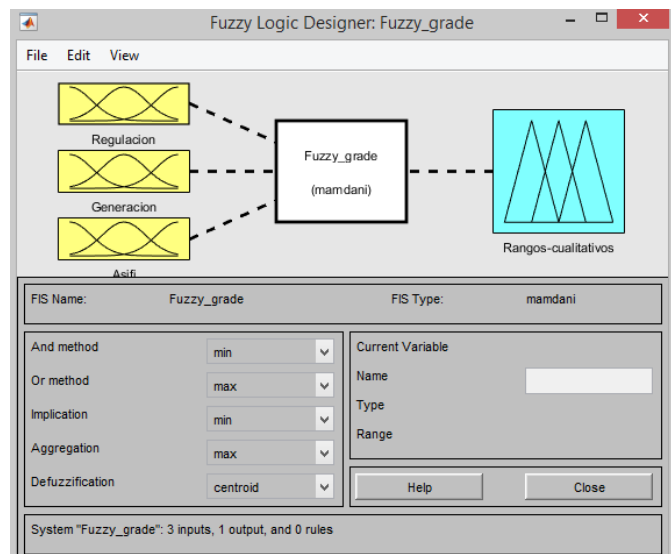 Fuzzy Logic Designer: Fuzzy_grade
File Edit View
Regulacion
Generacion
Asifi
Fuzzy_grade
(mamdani)
Rangos-cualitativos
FIS Name: Fuzzy_grade FIS Type: mamdani
And method min
Or method max
Implication min
Aggregation max
Defuzzification centroid
Current Variable
Name
Type
Range
Help Close
System "Fuzzy_grade": 3 inputs, 1 output, and 0 rules